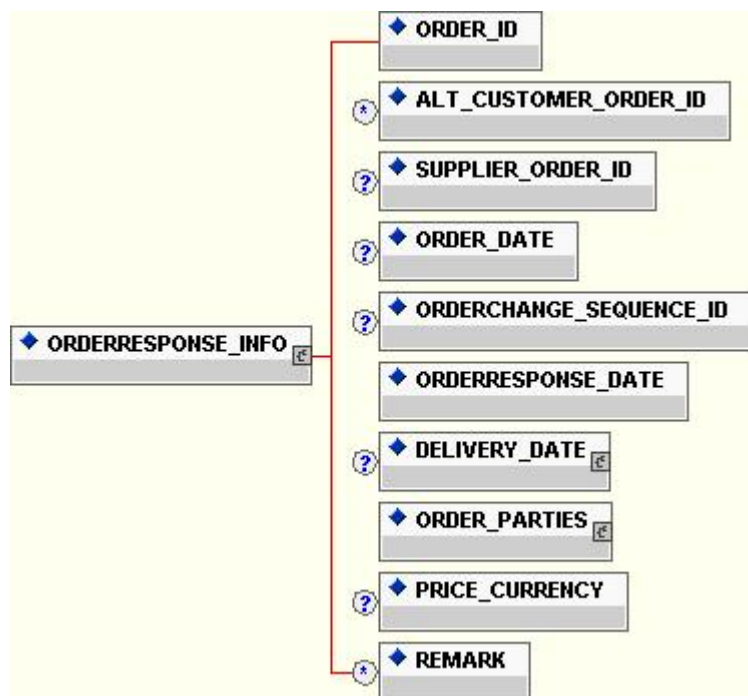 ORDER_ID
* ALT_CUSTOMER_ORDER_ID
? SUPPLIER_ORDER_ID
? ORDER_DATE
? ORDERCHANGE_SEQUENCE_ID
ORDERRESPONSE_INFO
ORDERRESPONSE_DATE
? DELIVERY_DATE
ORDER_PARTIES
? PRICE_CURRENCY
* REMARK